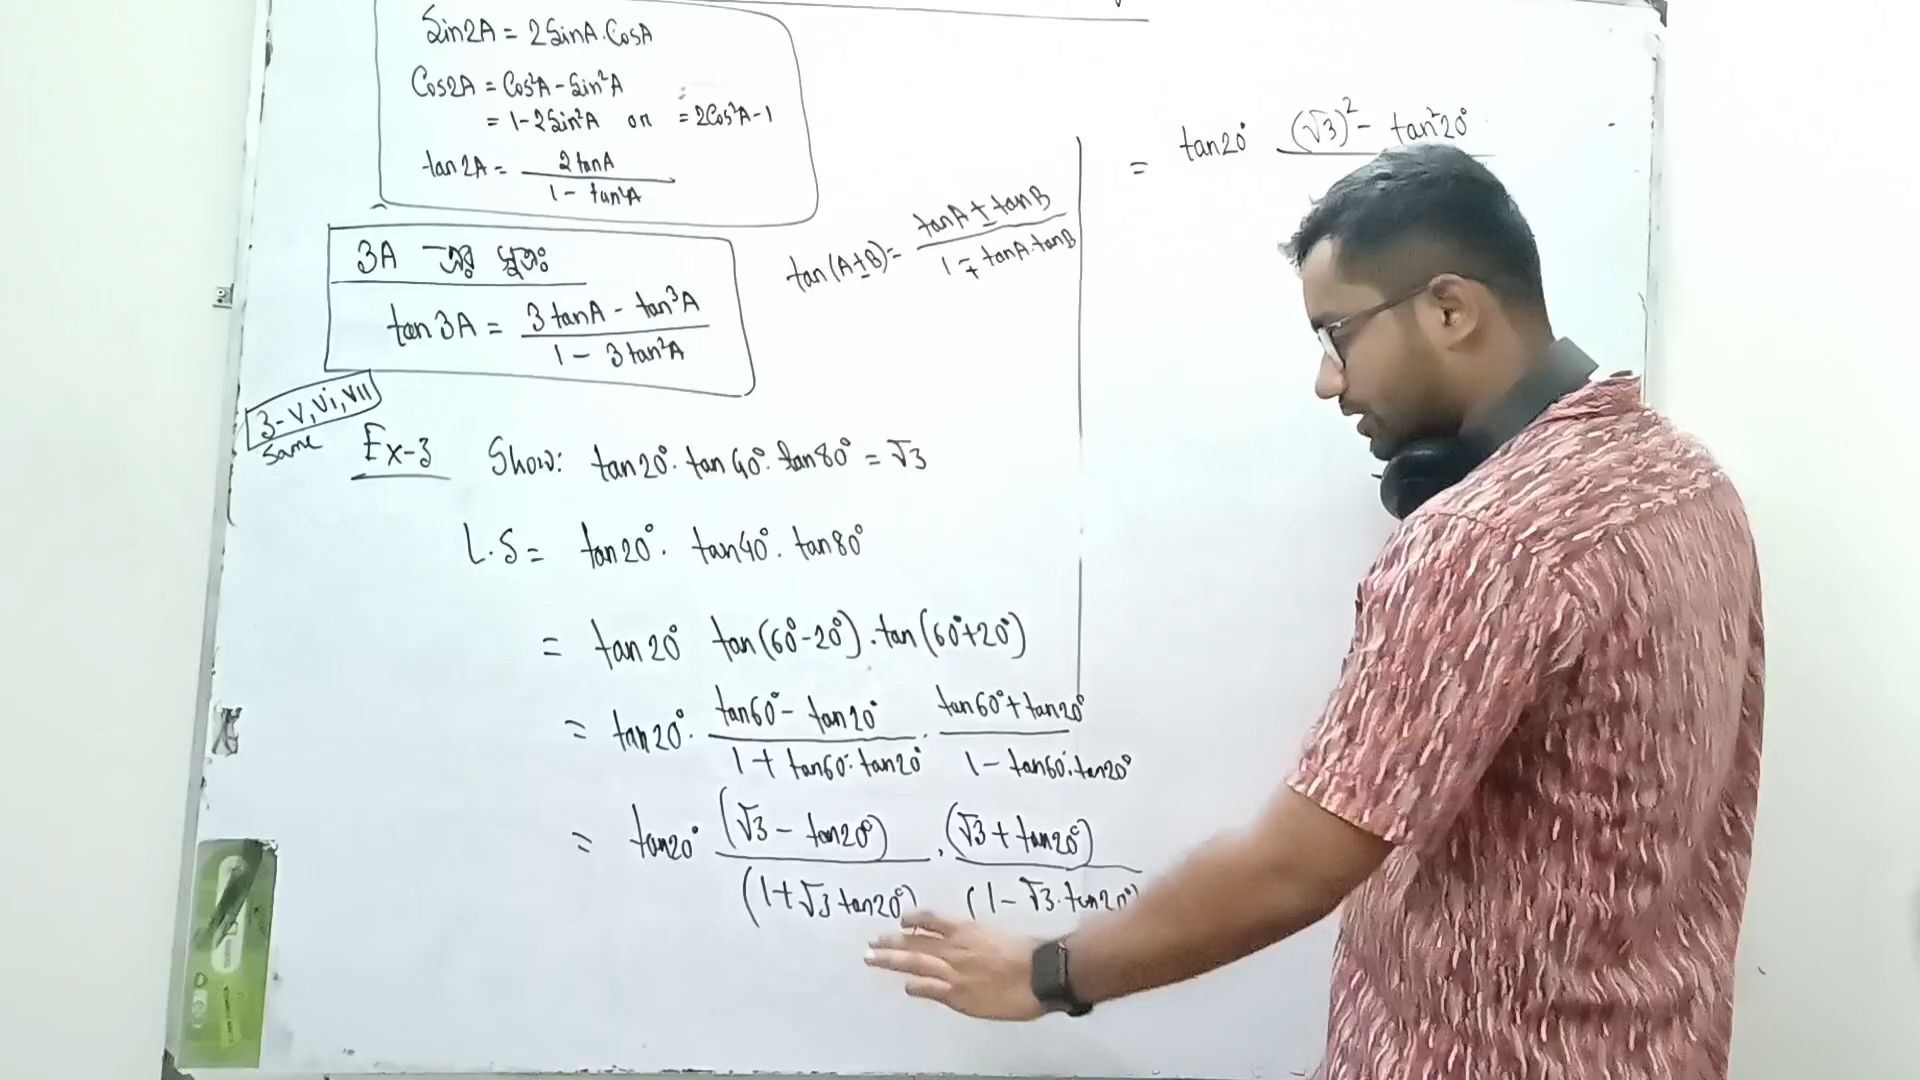 Sin2A = 2SinA.CosA
Cos2A = Cos²A - Sin²A
= 1-2Sin²A or = 2Cos²A-1
tan2A = 2tanA / 1 - tan²A
3A এর সূত্রঃ
tan3A = 3tanA - tan³A / 1 - 3tan²A
tan(A±B) = tanA ± tanB / 1 ∓ tanA.tanB
3-V,Vi,VII
Same
Ex-3 Show: tan20°. tan40°. tan80° = √3
L.S = tan20°. tan40°. tan80°
= tan20° tan(60°-20°).tan(60°+20°)
= tan20°. tan60° - tan20° / 1 + tan60°.tan20° . tan60°+tan20° / 1 - tan60°.tan20°
= tan20° (√3 - tan20°) / (1+√3 tan20°) . (√3 + tan20°) / (1-√3.tan20°)
= tan20° (√3)² - tan²20°